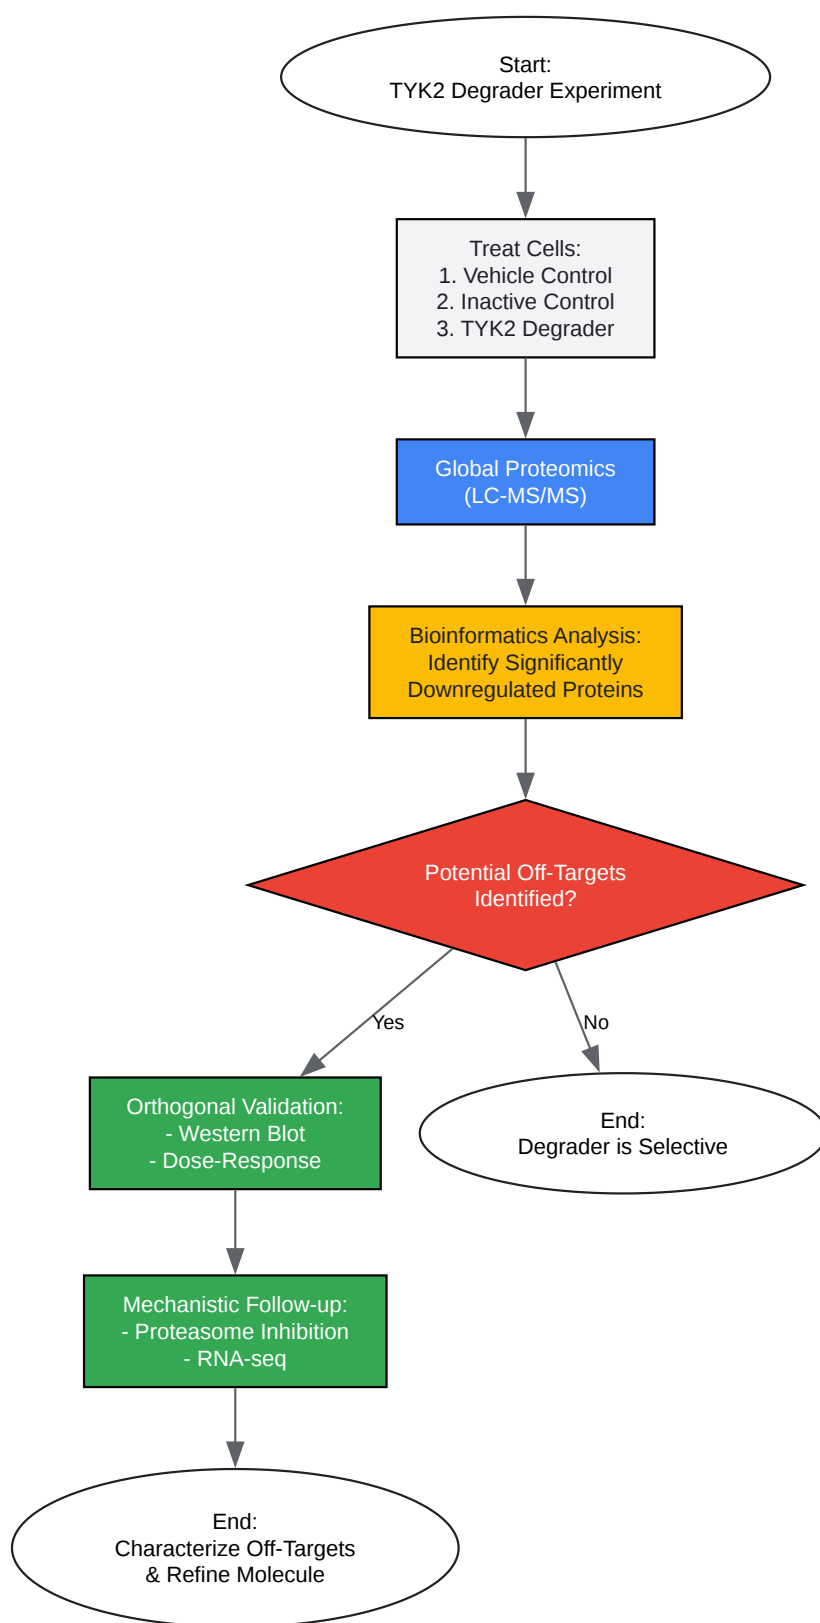 Start:
TYK2 Degrader Experiment
Treat Cells:
1. Vehicle Control
2. Inactive Control
3. TYK2 Degrader
Global Proteomics
(LC-MS/MS)
Bioinformatics Analysis:
Identify Significantly
Downregulated Proteins
Potential Off-Targets
Identified?
Yes
No
Orthogonal Validation:
- Western Blot
- Dose-Response
End:
Degrader is Selective
Mechanistic Follow-up:
- Proteasome Inhibition
- RNA-seq
End:
Characterize Off-Targets
& Refine Molecule